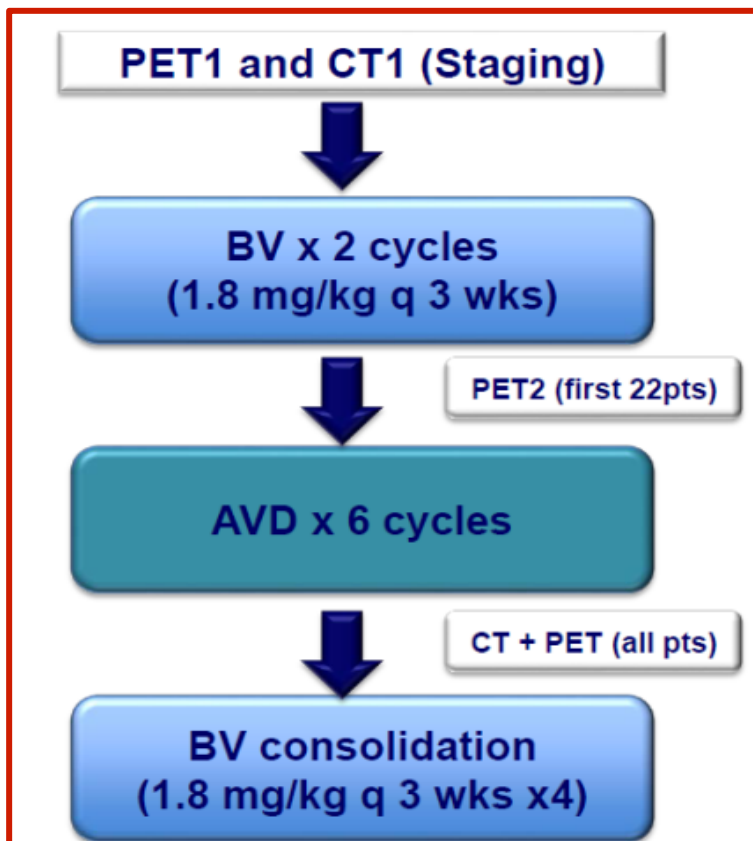 PET1 and CT1 (Staging)
BV x 2 cycles
(1.8 mg/kg q 3 wks)
PET2 (first 22pts)
AVD x 6 cycles
CT + PET (all pts)
BV consolidation
(1.8 mg/kg q 3 wks x4)